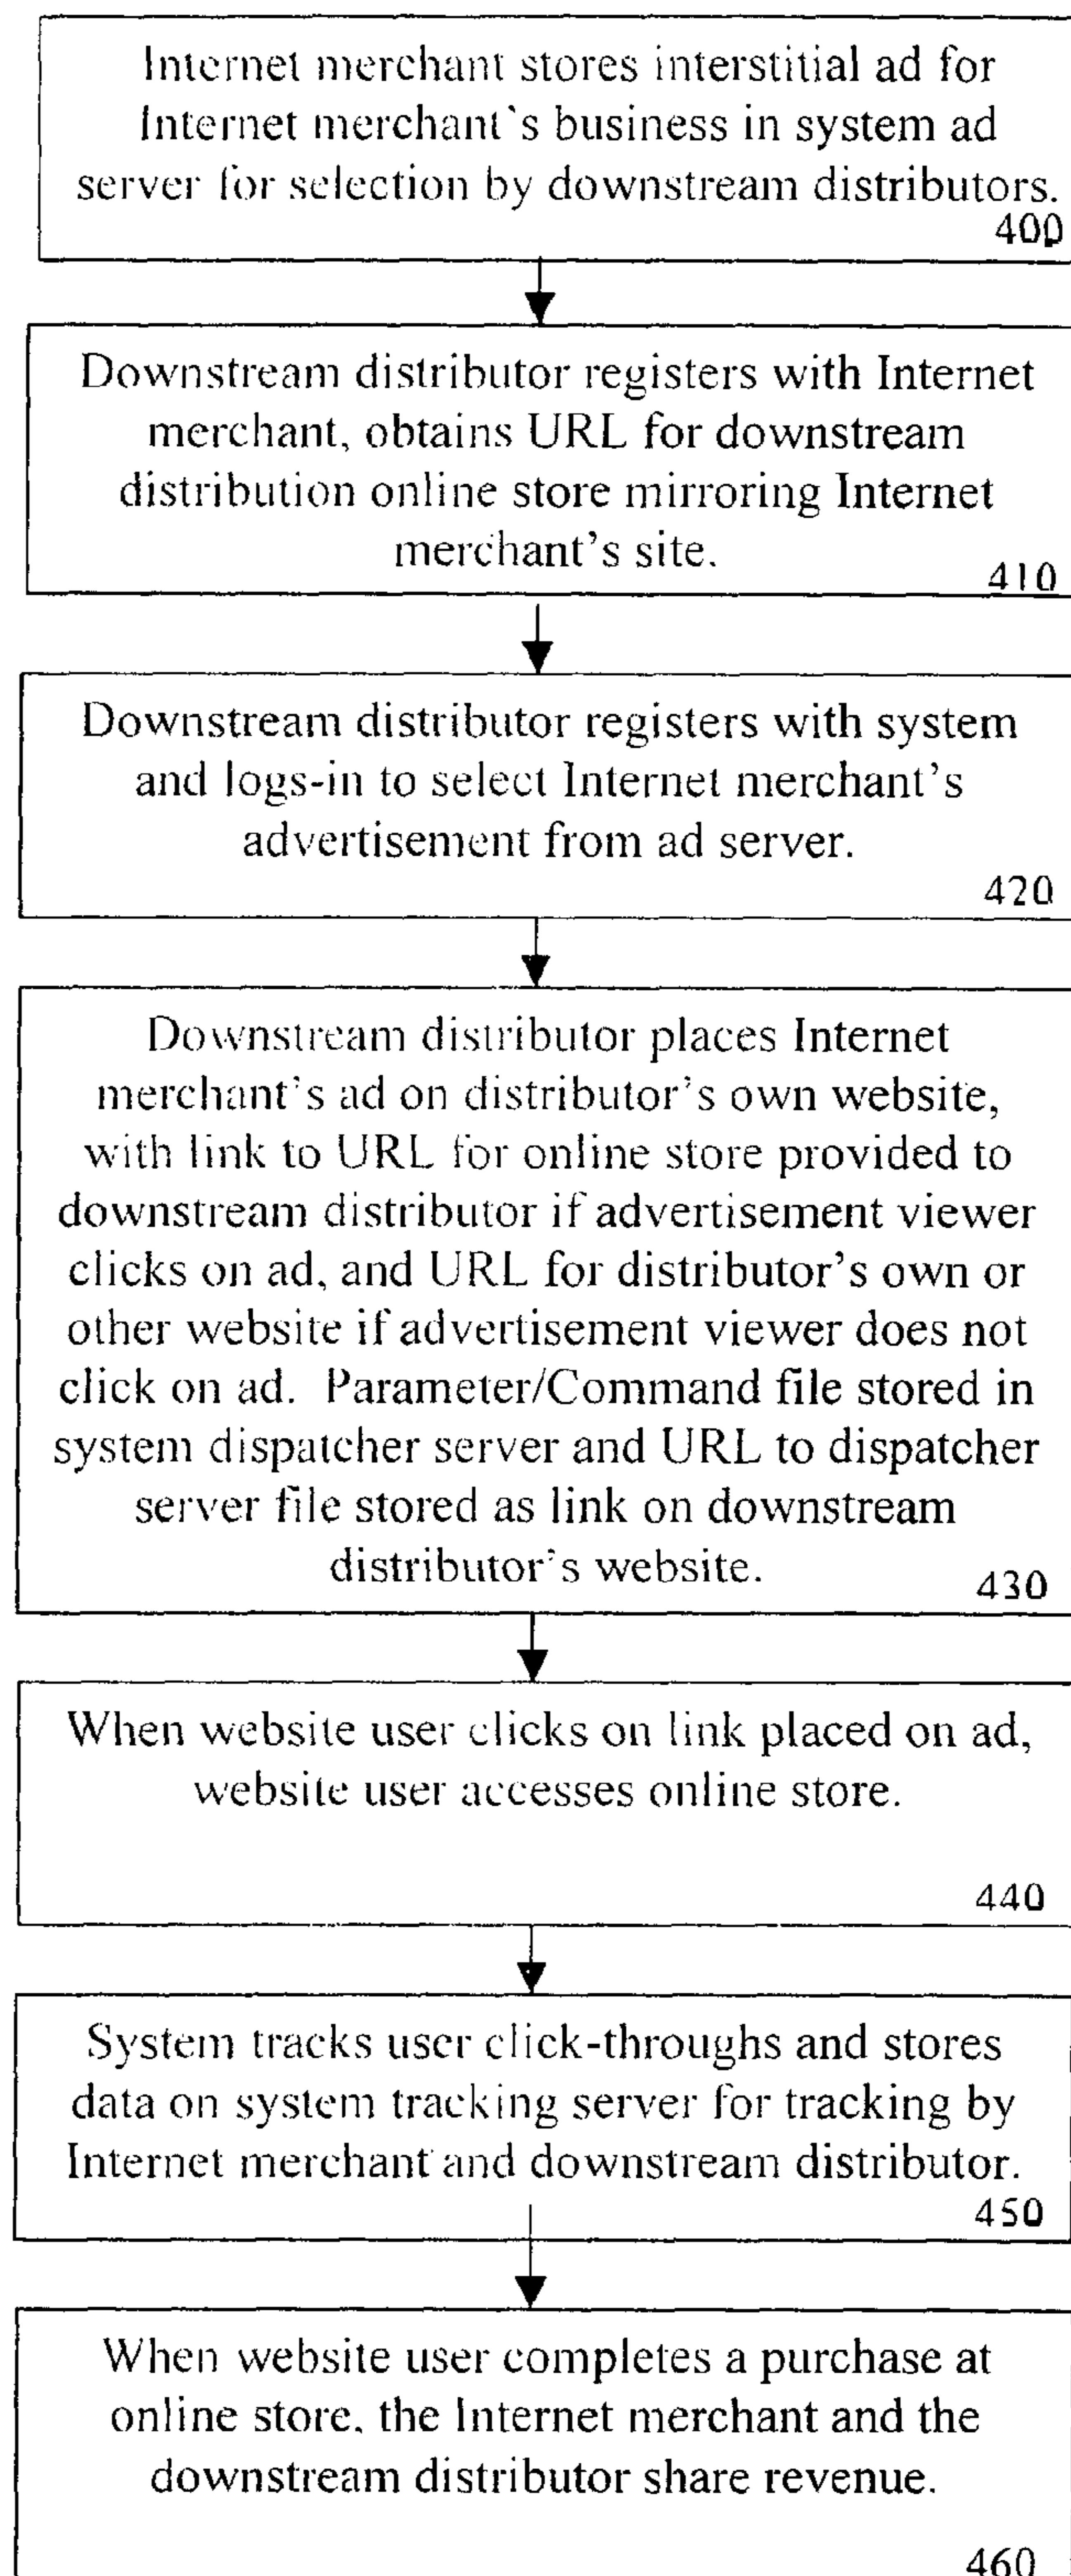 Internet merchant stores interstitial ad for
Internet merchant's business in system ad
server for selection by downstream distributors.
400
Downstream distributor registers with Internet
merchant, obtains URL for downstream
distribution online store mirroring Internet
merchant's site.
410
Downstream distributor registers with system
and logs-in to select Internet merchant's
advertisement from ad server.
420
Downstream distributor places Internet
merchant's ad on distributor's own website,
with link to URL for online store provided to
downstream distributor if advertisement viewer
clicks on ad, and URL for distributor's own or
other website if advertisement viewer does not
click on ad. Parameter/Command file stored in
system dispatcher server and URL to dispatcher
server file stored as link on downstream
distributor's website.
430
When website user clicks on link placed on ad,
website user accesses online store.
440
System tracks user click-throughs and stores
data on system tracking server for tracking by
Internet merchant and downstream distributor.
450
When website user completes a purchase at
online store, the Internet merchant and the
downstream distributor share revenue.
460